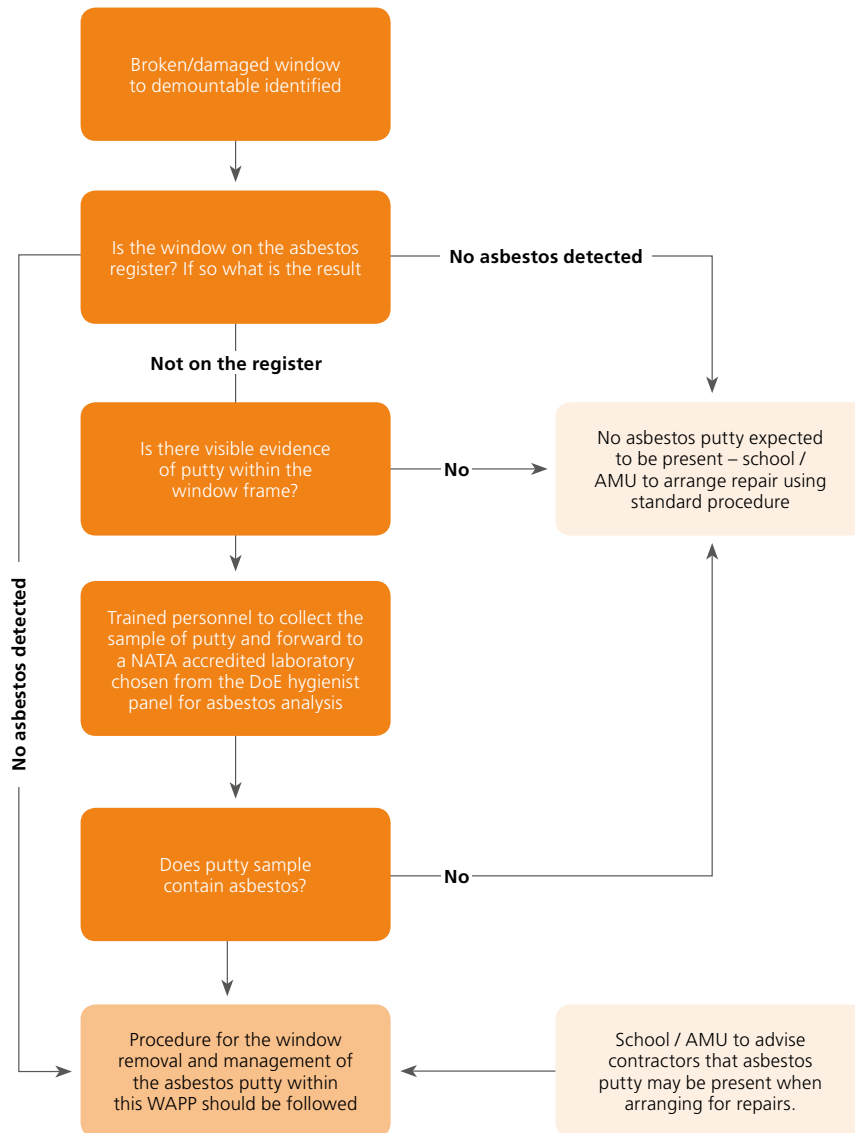 Broken/damaged window
to demountable identified
Is the window on the asbestos
register? If so what is the result
No asbestos detected
Not on the register
Is there visible evidence
of putty within the
window frame?
No
No asbestos putty expected
to be present – school /
AMU to arrange repair using
standard procedure
Trained personnel to collect the
sample of putty and forward to
a NATA accredited laboratory
chosen from the DoE hygienist
panel for asbestos analysis
No asbestos detected
Does putty sample
contain asbestos?
No
Procedure for the window
removal and management of
the asbestos putty within
this WAPP should be followed
School / AMU to advise
contractors that asbestos
putty may be present when
arranging for repairs.